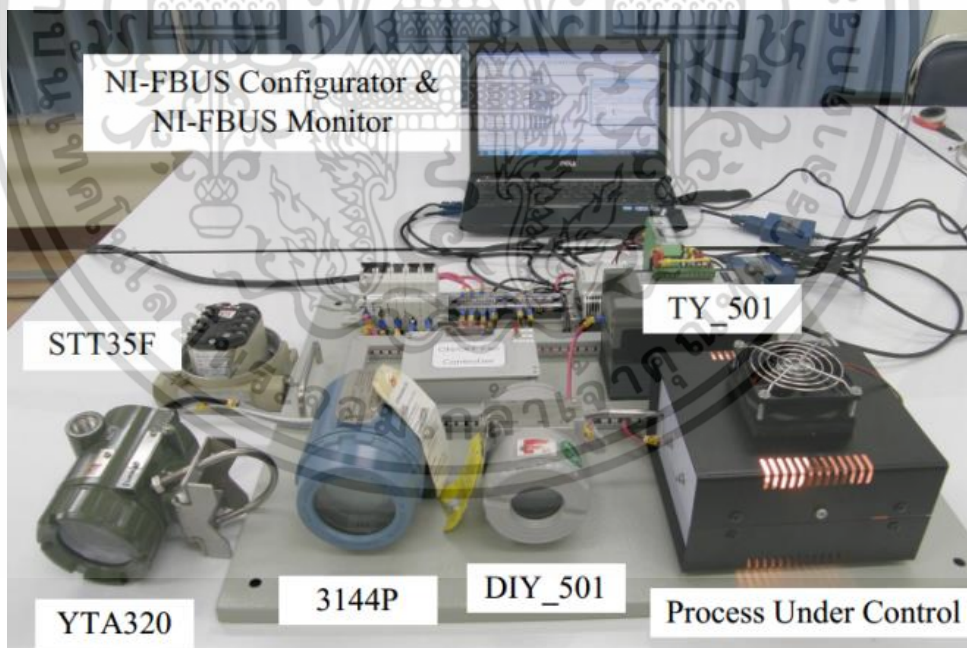 NI-FBUS Configurator &
NI-FBUS Monitor
TY_501
STT35F
YTA320
3144P
DIY_501
Process Under Control